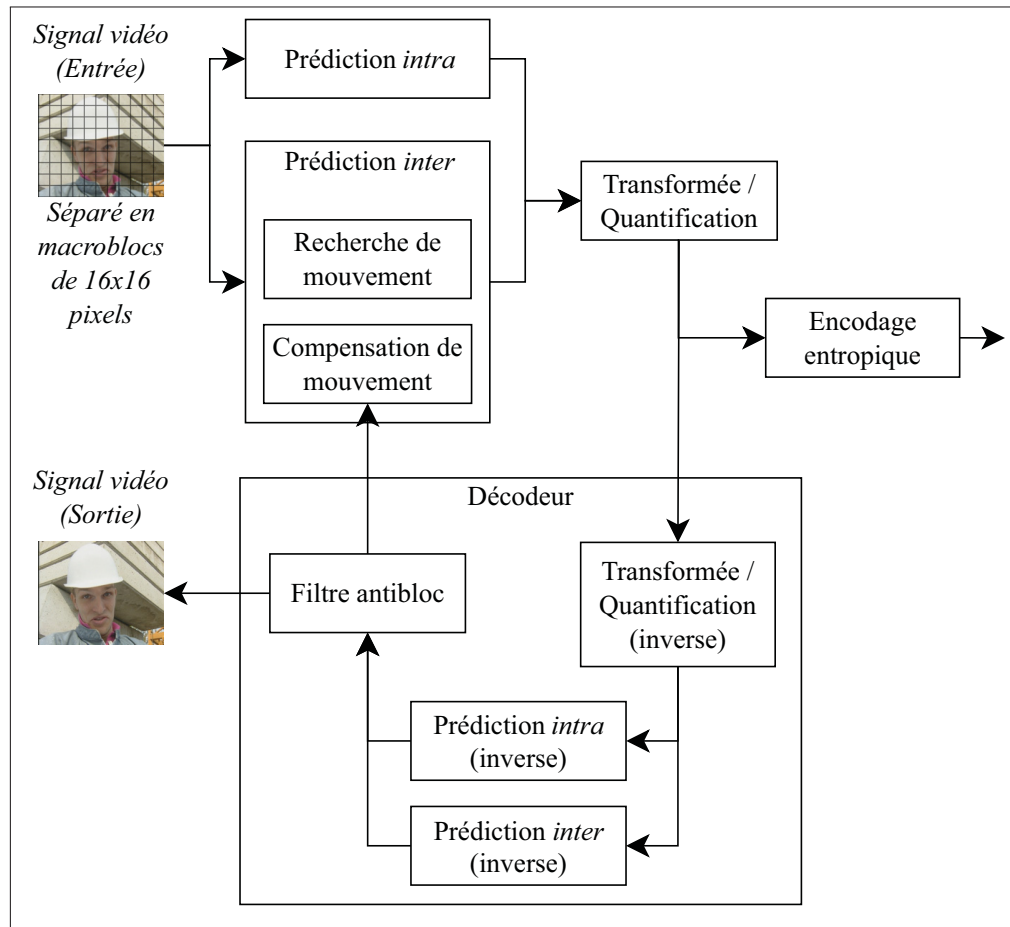 Signal vidéo
(Entrée)
Séparé en
macroblocs
de 16x16
pixels
Prédiction intra
Prédiction inter
Recherche de
mouvement
Compensation de
mouvement
Transformée /
Quantification
Encodage
entropique
Signal vidéo
(Sortie)
Décodeur
Filtre antibloc
Transformée /
Quantification
(inverse)
Prédiction intra
(inverse)
Prédiction inter
(inverse)